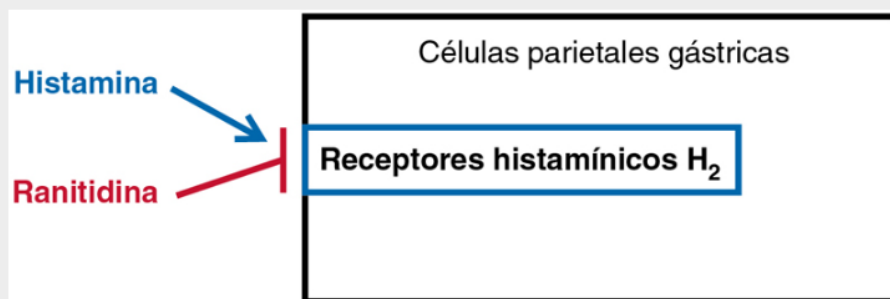 Células parietales gástricas
Histamina
Receptores histamínicos H₂
Ranitidina